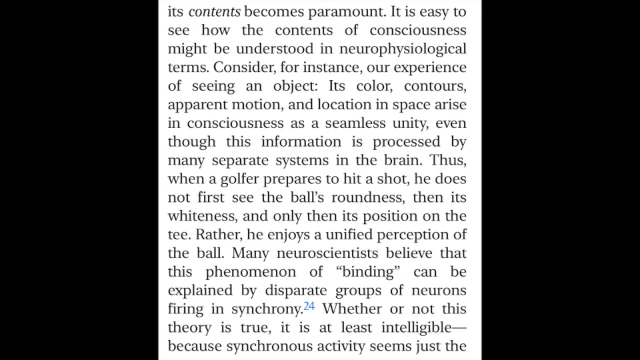 its contents becomes paramount. It is easy to
see how the contents of consciousness
might be understood in neurophysiological
terms. Consider, for instance, our experience
of seeing an object: Its color, contours,
apparent motion, and location in space arise
in consciousness as a seamless unity, even
though this information is processed by
many separate systems in the brain. Thus,
when a golfer prepares to hit a shot, he does
not first see the ball’s roundness, then its
whiteness, and only then its position on the
tee. Rather, he enjoys a unified perception of
the ball. Many neuroscientists believe that
this phenomenon of “binding” can be
explained by disparate groups of neurons
firing in synchrony.24 Whether or not this
theory is true, it is at least intelligible—
because synchronous activity seems just the